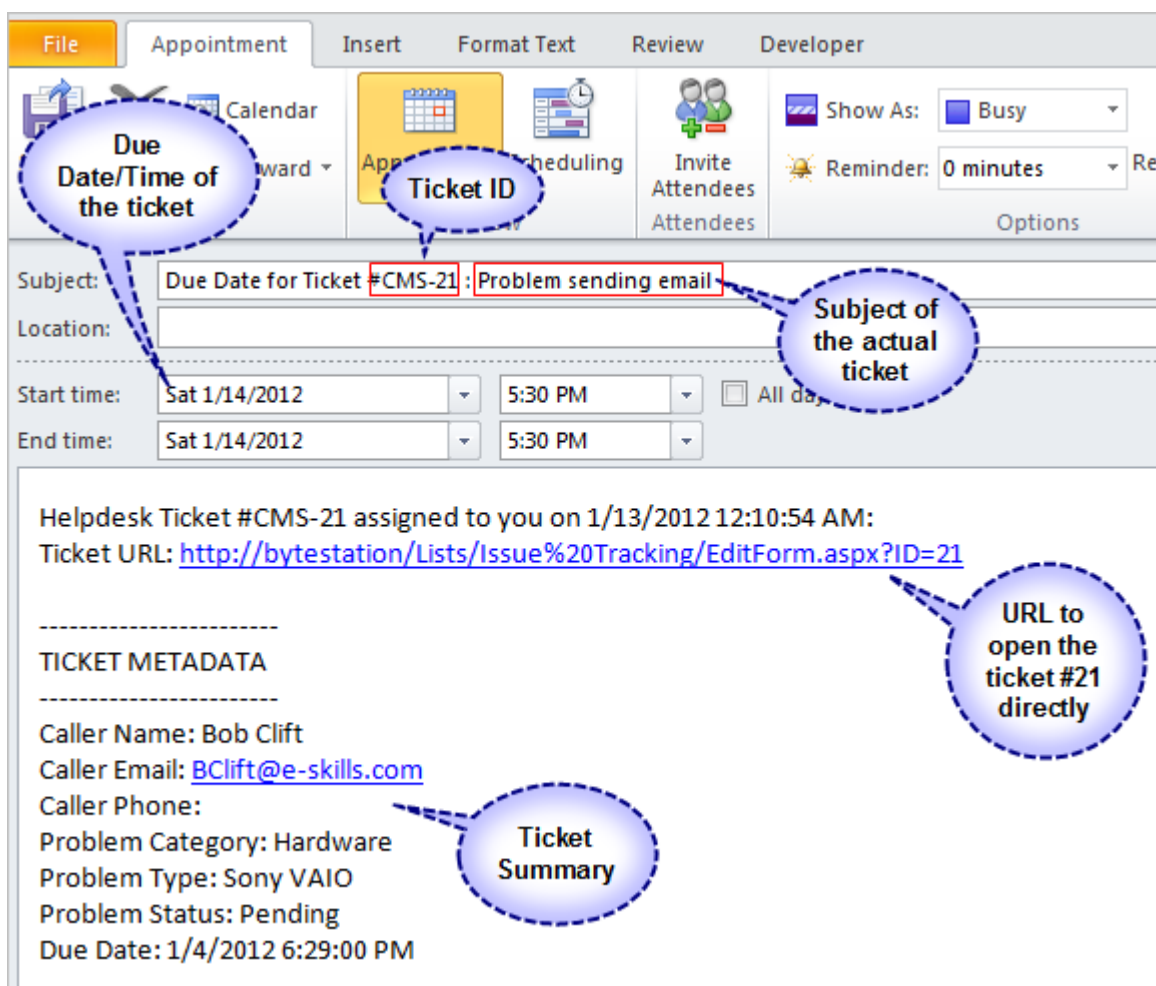 File Appointment Insert Format Text Review Developer
Calendar
Show As: Busy
Due
Date/Time of
the ticket
Ticket ID
Scheduling
Invite
Attendees
Reminder: 0 minutes
Attendees
Options
Subject: Due Date for Ticket #CMS-21 : Problem sending email
Location:
Subject of
the actual
ticket
Start time: Sat 1/14/2012 5:30 PM All day
End time: Sat 1/14/2012 5:30 PM
Helpdesk Ticket #CMS-21 assigned to you on 1/13/2012 12:10:54 AM:
Ticket URL: http://bytestation/Lists/Issue%20Tracking/EditForm.aspx?ID=21
URL to
open the
ticket #21
directly
------------------------
TICKET METADATA
------------------------
Caller Name: Bob Clift
Caller Email: BClift@e-skills.com
Caller Phone:
Problem Category: Hardware
Problem Type: Sony VAIO
Problem Status: Pending
Due Date: 1/4/2012 6:29:00 PM
Ticket
Summary